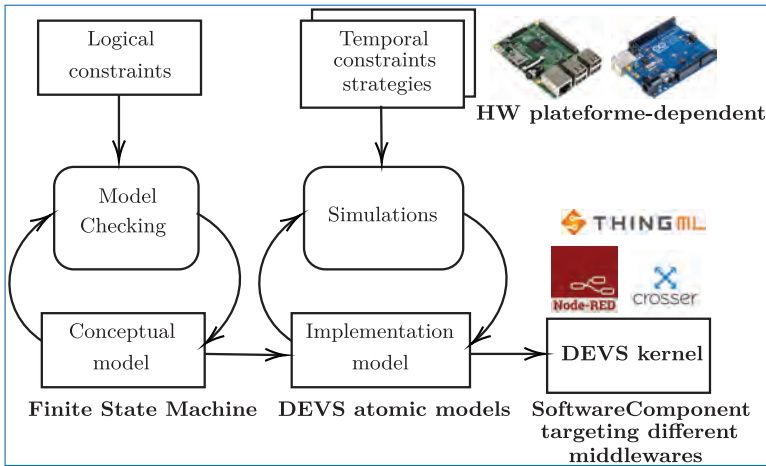 Logical
constraints
Temporal
constraints
strategies
HW plateforme-dependent
Model
Checking
Simulations
THINGML
Node-RED
crosser
Conceptual
model
Implementation
model
DEVS kernel
Finite State Machine
DEVS atomic models
SoftwareComponent
targeting different
middlewares